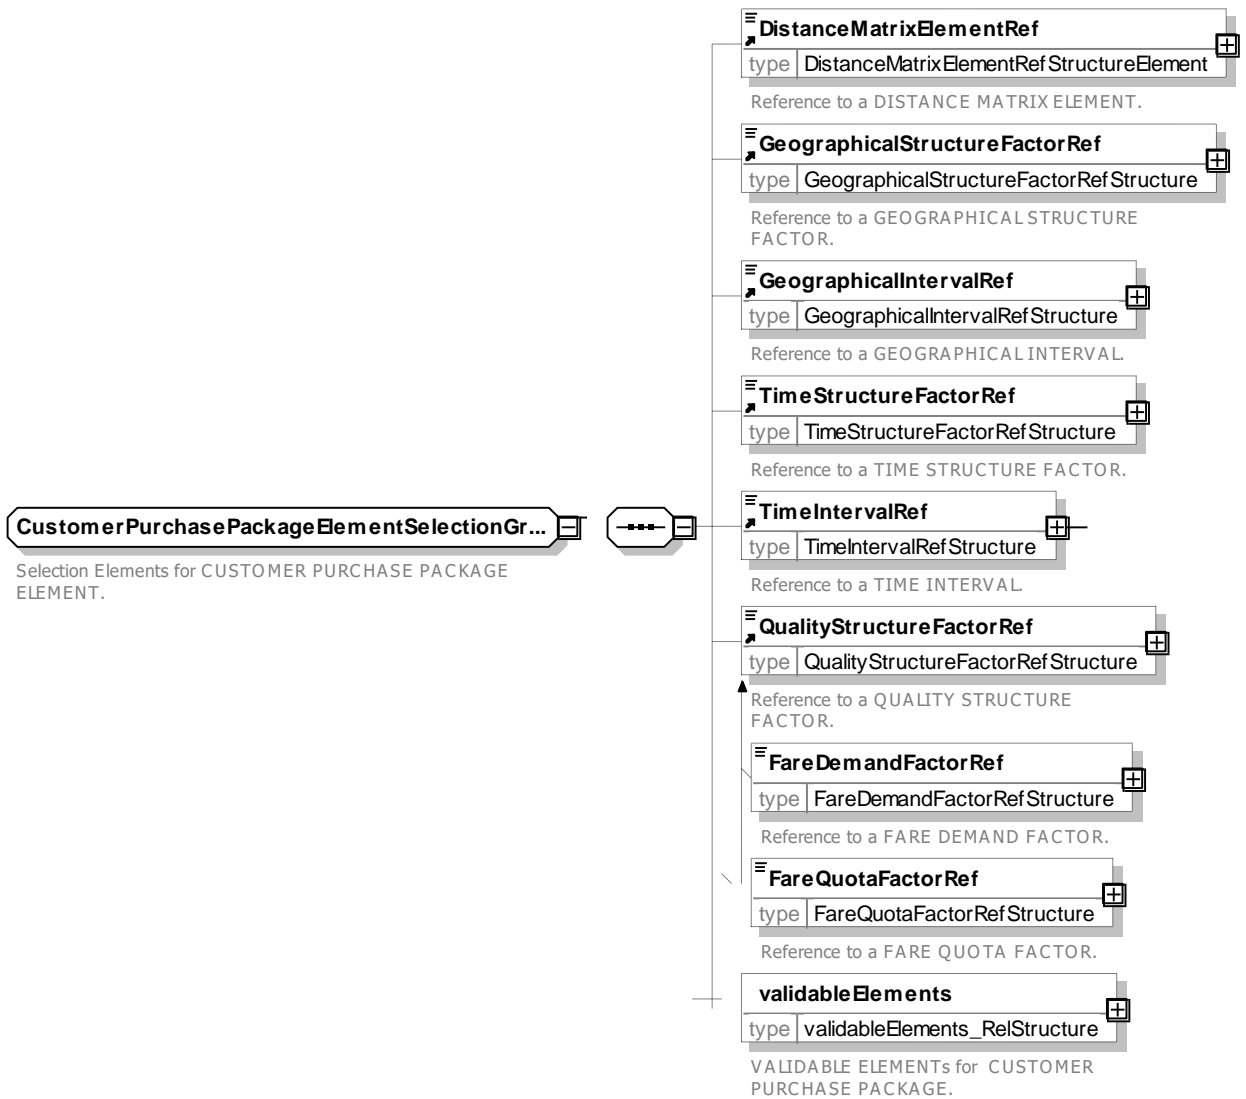 DistanceMatrixElementRef
type DistanceMatrixElementRefStructureElement
Reference to a DISTANCE MATRIX ELEMENT.
GeographicalStructureFactorRef
type GeographicalStructureFactorRefStructure
Reference to a GEOGRAPHICAL STRUCTURE
FACTOR.
GeographicalIntervalRef
type GeographicalIntervalRefStructure
Reference to a GEOGRAPHICAL INTERVAL.
TimeStructureFactorRef
type TimeStructureFactorRefStructure
Reference to a TIME STRUCTURE FACTOR.
CustomerPurchasePackageElementSelectionGr...
Selection Elements for CUSTOMER PURCHASE PACKAGE
ELEMENT.
TimeIntervalRef
type TimeIntervalRefStructure
Reference to a TIME INTERVAL.
QualityStructureFactorRef
type QualityStructureFactorRefStructure
Reference to a QUALITY STRUCTURE
FACTOR.
FareDemandFactorRef
type FareDemandFactorRefStructure
Reference to a FARE DEMAND FACTOR.
FareQuotaFactorRef
type FareQuotaFactorRefStructure
Reference to a FARE QUOTA FACTOR.
validableElements
type validableElements_RelStructure
VALIDABLE ELEMENTs for CUSTOMER
PURCHASE PACKAGE.